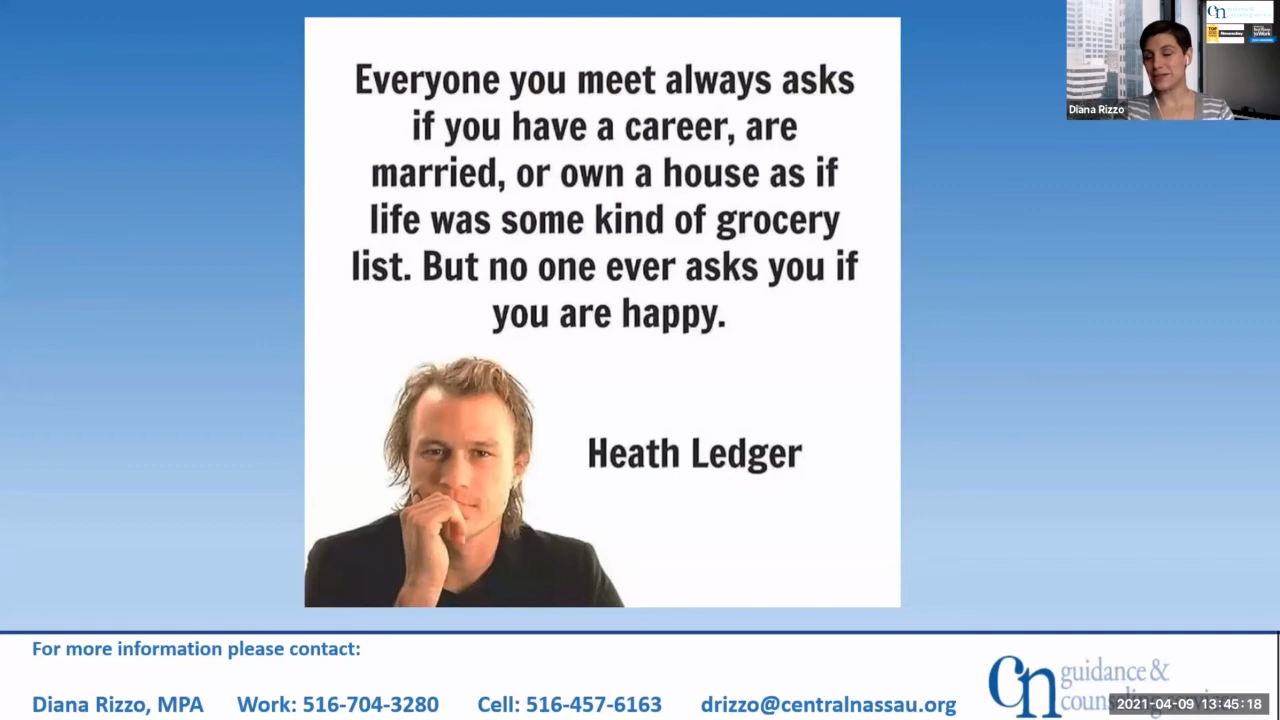 Everyone you meet always asks
if you have a career, are
married, or own a house as if
life was some kind of grocery
list. But no one ever asks you if
you are happy.
Heath Ledger
Diana Rizzo
cn
Newsday
For more information please contact:
Diana Rizzo, MPA Work: 516-704-3280 Cell: 516-457-6163 drizzo@centralnassau.org
cn guidance &
2021-04-09 13:45:18